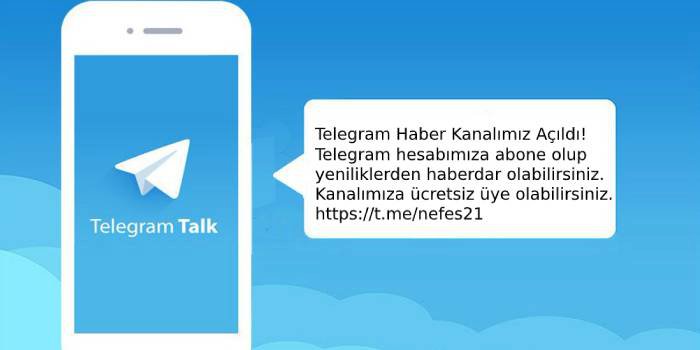 Telegram Talk
Telegram Haber Kanalımız Açıldı!
Telegram hesabımıza abone olup
yeniliklerden haberdar olabilirsiniz.
Kanalımıza ücretsiz üye olabilirsiniz.
https://t.me/nefes21